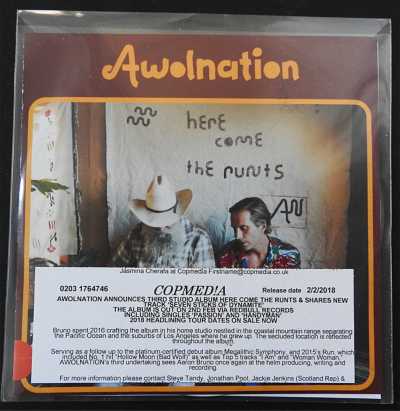 Awolnation
here
come
the runts
AN
Jasmina Cherafa at Copmedia Firstname@copmedia.co.uk
0203 1764746 COPMED!A Release date 2/2/2018
AWOLNATION ANNOUNCES THIRD STUDIO ALBUM HERE COME THE RUNTS & SHARES NEW
TRACK 'SEVEN STICKS OF DYNAMITE'
THE ALBUM IS OUT ON 2ND FEB VIA REDBULL RECORDS
INCLUDING SINGLES 'PASSION' AND 'HANDYMAN'
2018 HEADLINING TOUR DATES ON SALE NOW
Bruno spent 2016 crafting the album in his home studio nestled in the coastal mountain range separating
the Pacific Ocean and the suburbs of Los Angeles where he grew up. The secluded location is reflected
throughout the album.
Serving as a follow up to the platinum-certified debut album Megalithic Symphony, and 2015's Run, which
included No. 1 hit "Hollow Moon (Bad Wolf)" as well as Top 5 tracks "I Am" and "Woman Woman,"
AWOLNATION's third undertaking sees Aaron Bruno once again at the helm producing, writing and
recording.
For more information please contact Steve Tandy, Jonathan Pool, Jackie Jenkins (Scotland Rep) &